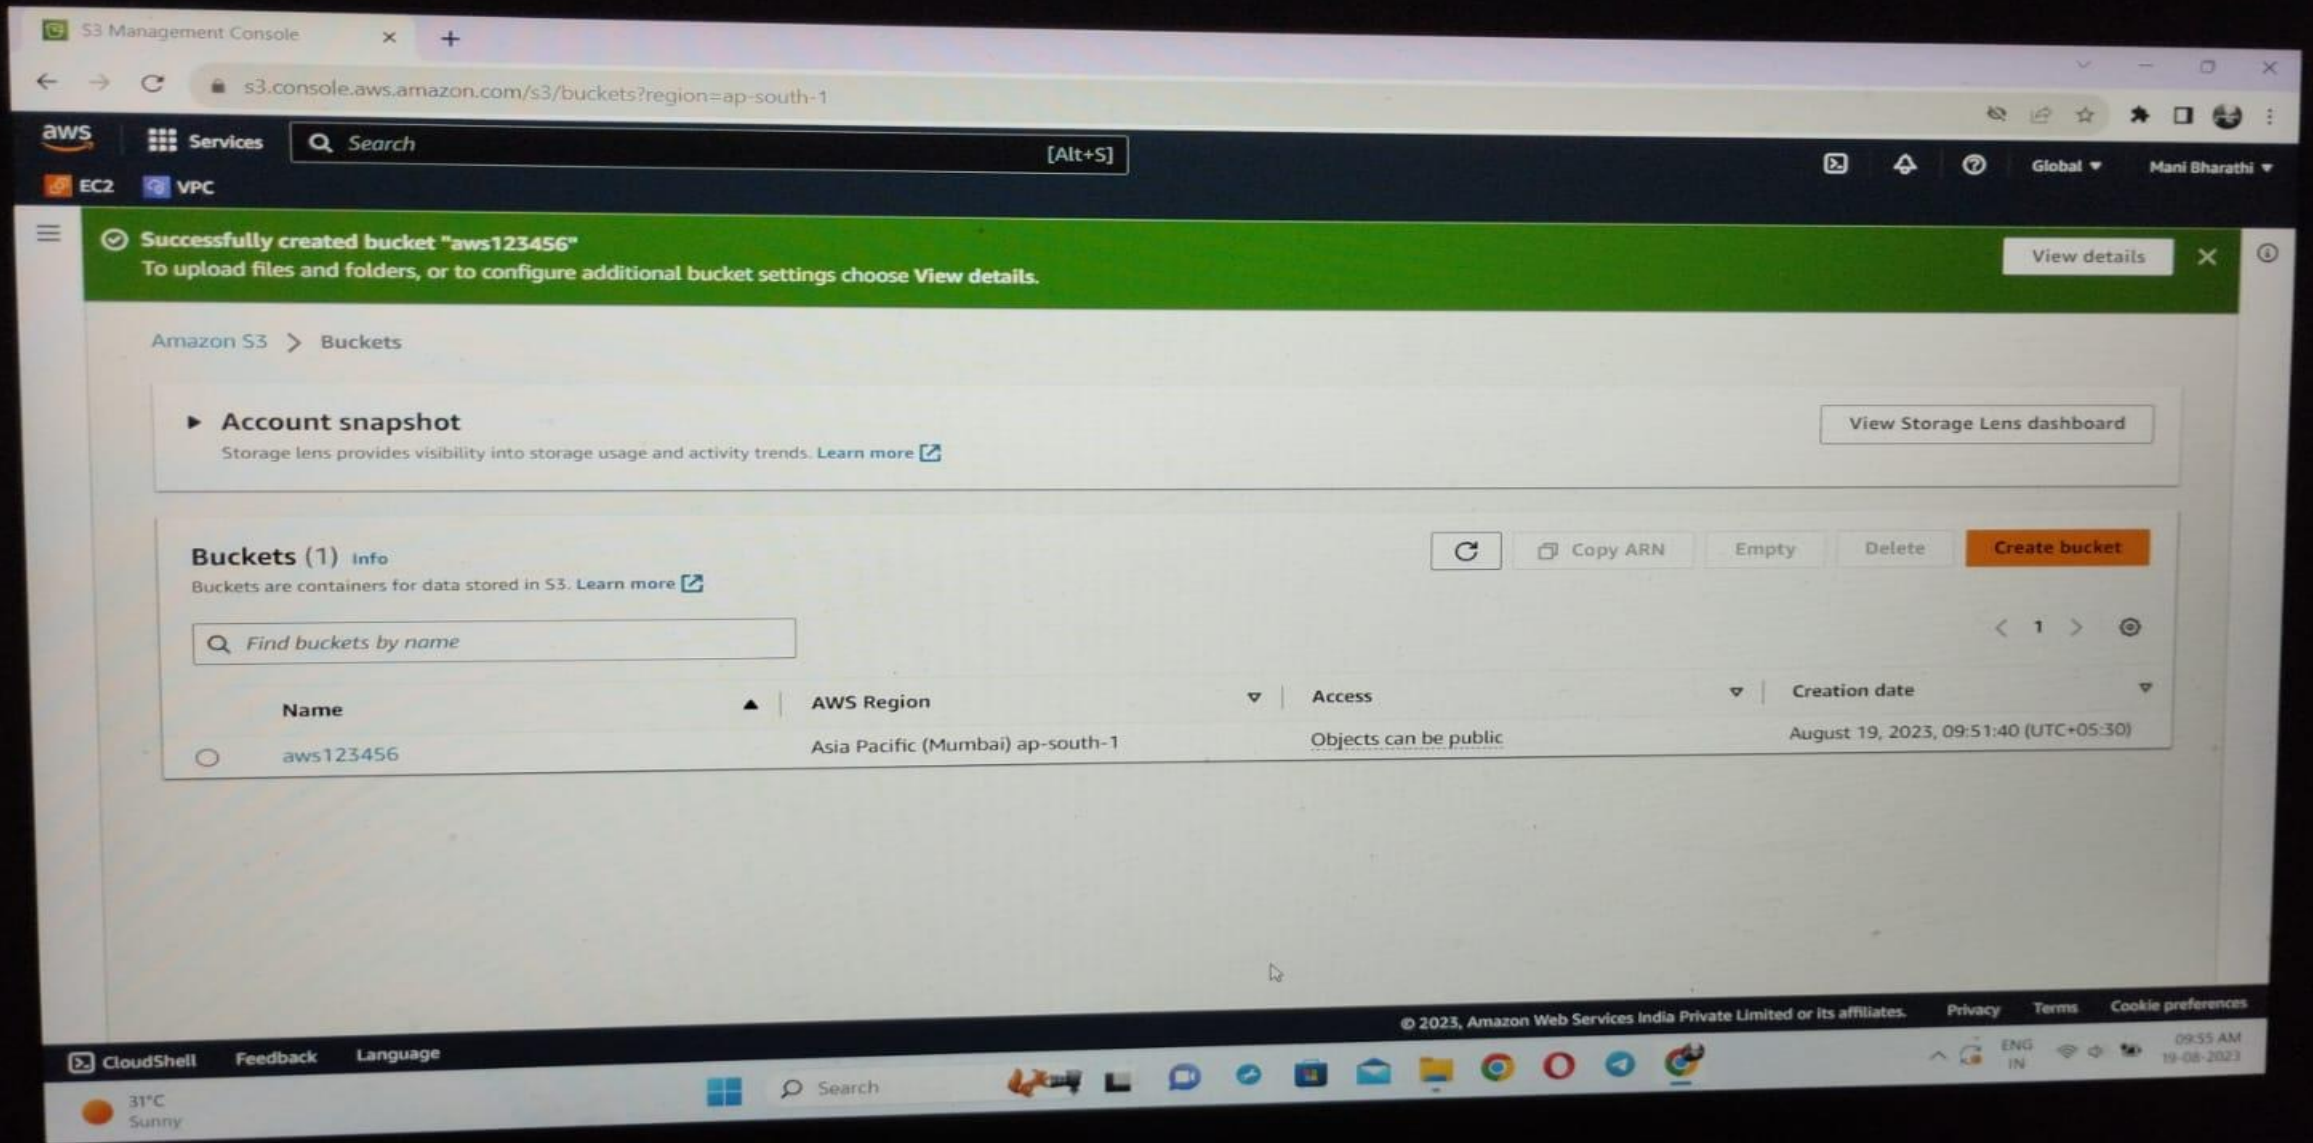 S3 Management Console
s3.console.aws.amazon.com/s3/buckets?region=ap-south-1
aws
Services
Search
[Alt+S]
Global
Mani Bharathi
EC2
VPC
Successfully created bucket "aws123456"
To upload files and folders, or to configure additional bucket settings choose View details.
View details
Amazon S3 > Buckets
Account snapshot
Storage lens provides visibility into storage usage and activity trends. Learn more
View Storage Lens dashboard
Buckets (1) Info
Buckets are containers for data stored in S3. Learn more
Copy ARN
Empty
Delete
Create bucket
Find buckets by name
< 1 >
Name
AWS Region
Access
Creation date
aws123456
Asia Pacific (Mumbai) ap-south-1
Objects can be public
August 19, 2023, 09:51:40 (UTC+05:30)
© 2023, Amazon Web Services India Private Limited or its affiliates.
Privacy
Terms
Cookie preferences
CloudShell
Feedback
Language
31°C
Sunny
Search
ENG
IN
09:55 AM
19-08-2023